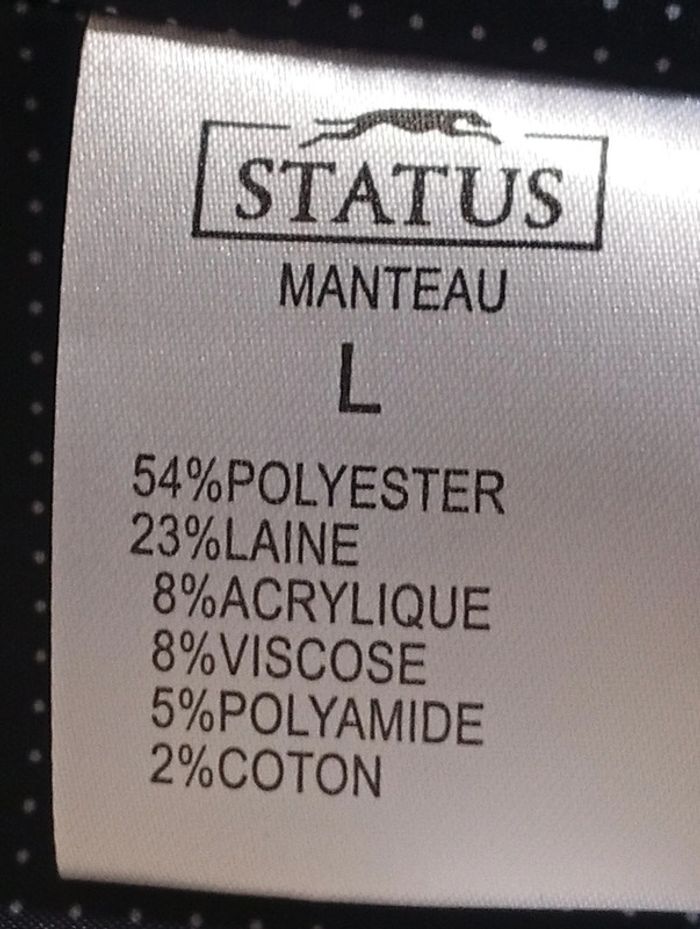 STATUS
MANTEAU
L
54%POLYESTER
23%LAINE
8%ACRYLIQUE
8%VISCOSE
5%POLYAMIDE
2%COTON